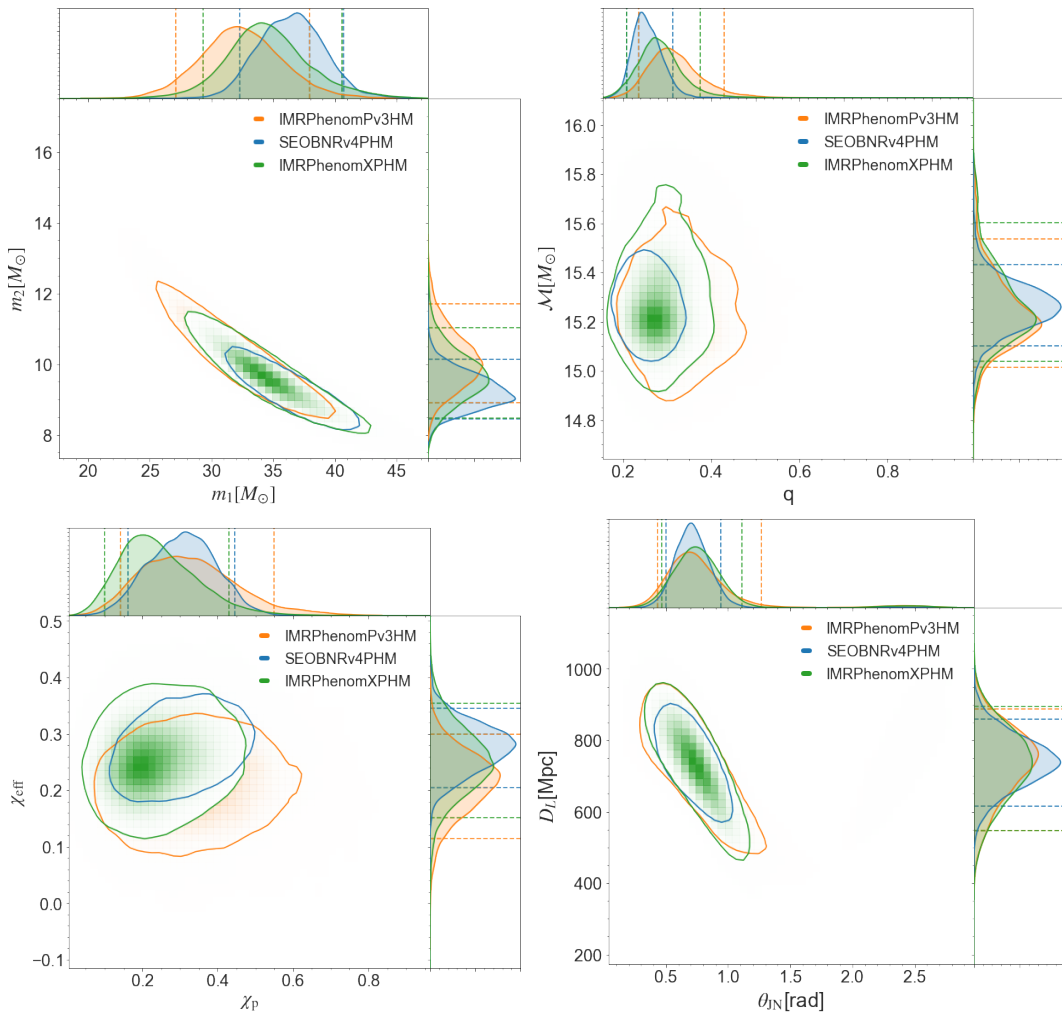 IMRPhenomPv3HM
SEOBNRv4PHM
IMRPhenomXPHM
16
14
12
10
8
m₂[M⊙]
20 25 30 35 40 45
m₁[M⊙]
IMRPhenomPv3HM
SEOBNRv4PHM
IMRPhenomXPHM
16.0
15.8
15.6
15.4
15.2
15.0
14.8
ℳ[M⊙]
0.2 0.4 0.6 0.8
q
IMRPhenomPv3HM
SEOBNRv4PHM
IMRPhenomXPHM
0.5
0.4
0.3
0.2
0.1
0.0
−0.1
χeff
0.2 0.4 0.6 0.8
χp
IMRPhenomPv3HM
SEOBNRv4PHM
IMRPhenomXPHM
1000
800
600
400
200
D_L[Mpc]
0.5 1.0 1.5 2.0 2.5
θJN[rad]